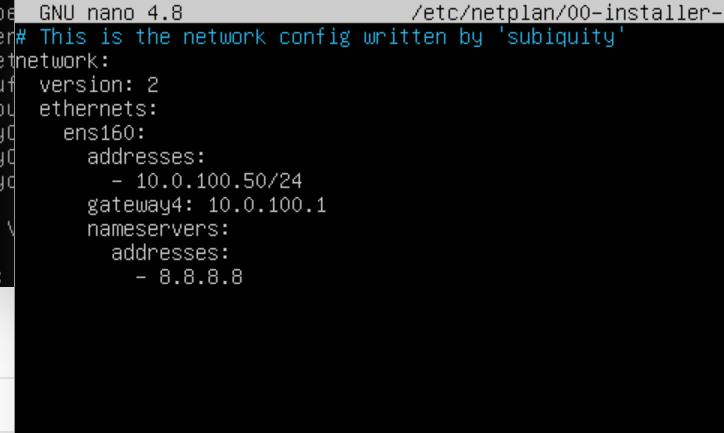 GNU nano 4.8 /etc/netplan/00-installer-
# This is the network config written by 'subiquity'
network:
  version: 2
  ethernets:
    ens160:
      addresses:
        - 10.0.100.50/24
      gateway4: 10.0.100.1
      nameservers:
        addresses:
          - 8.8.8.8